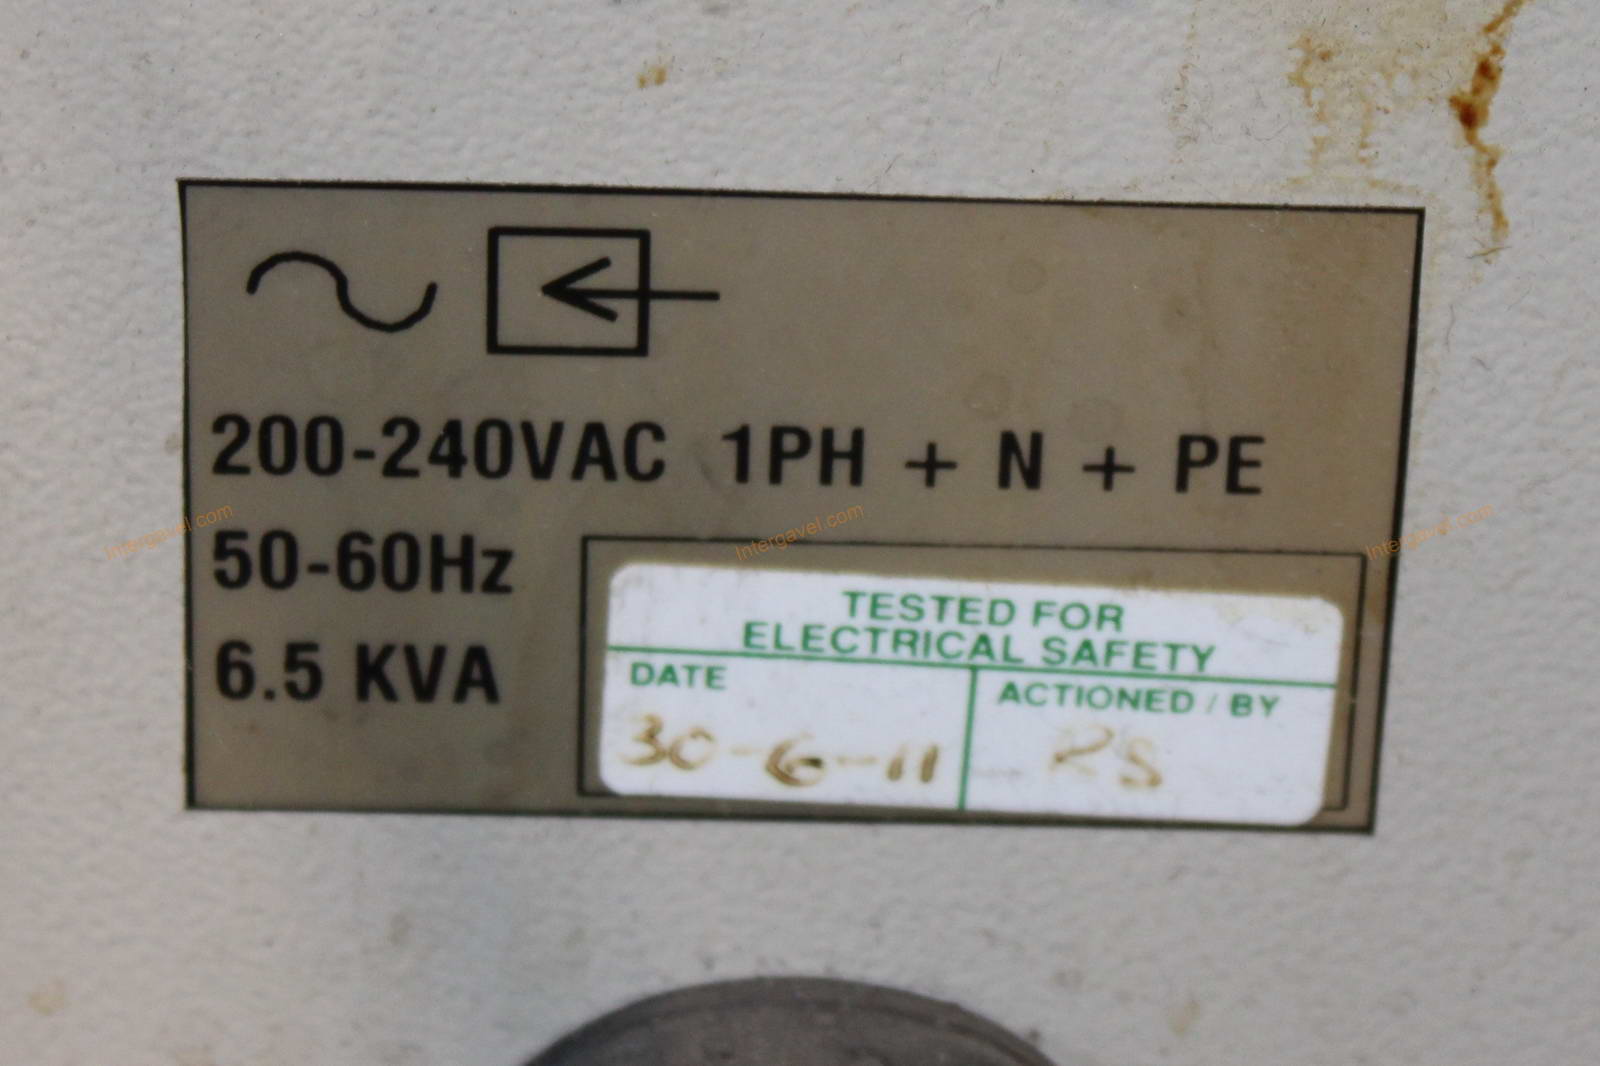 200-240VAC 1PH + N + PE
50-60Hz
6.5 KVA
TESTED FOR
ELECTRICAL SAFETY
DATE
ACTIONED / BY
30-6-11
RS
Intergavel.com
Intergavel.com
Intergavel.com